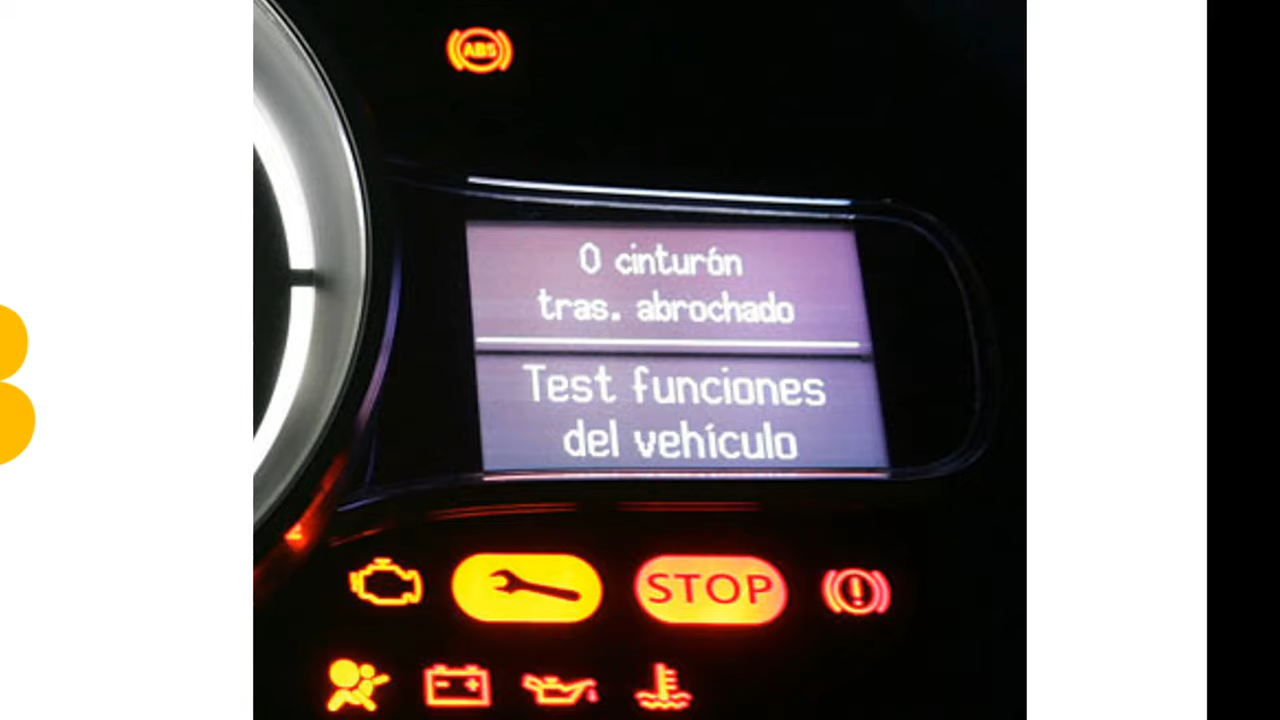 ABS
0 cinturón
tras. abrochado
Test funciones
del vehículo
STOP